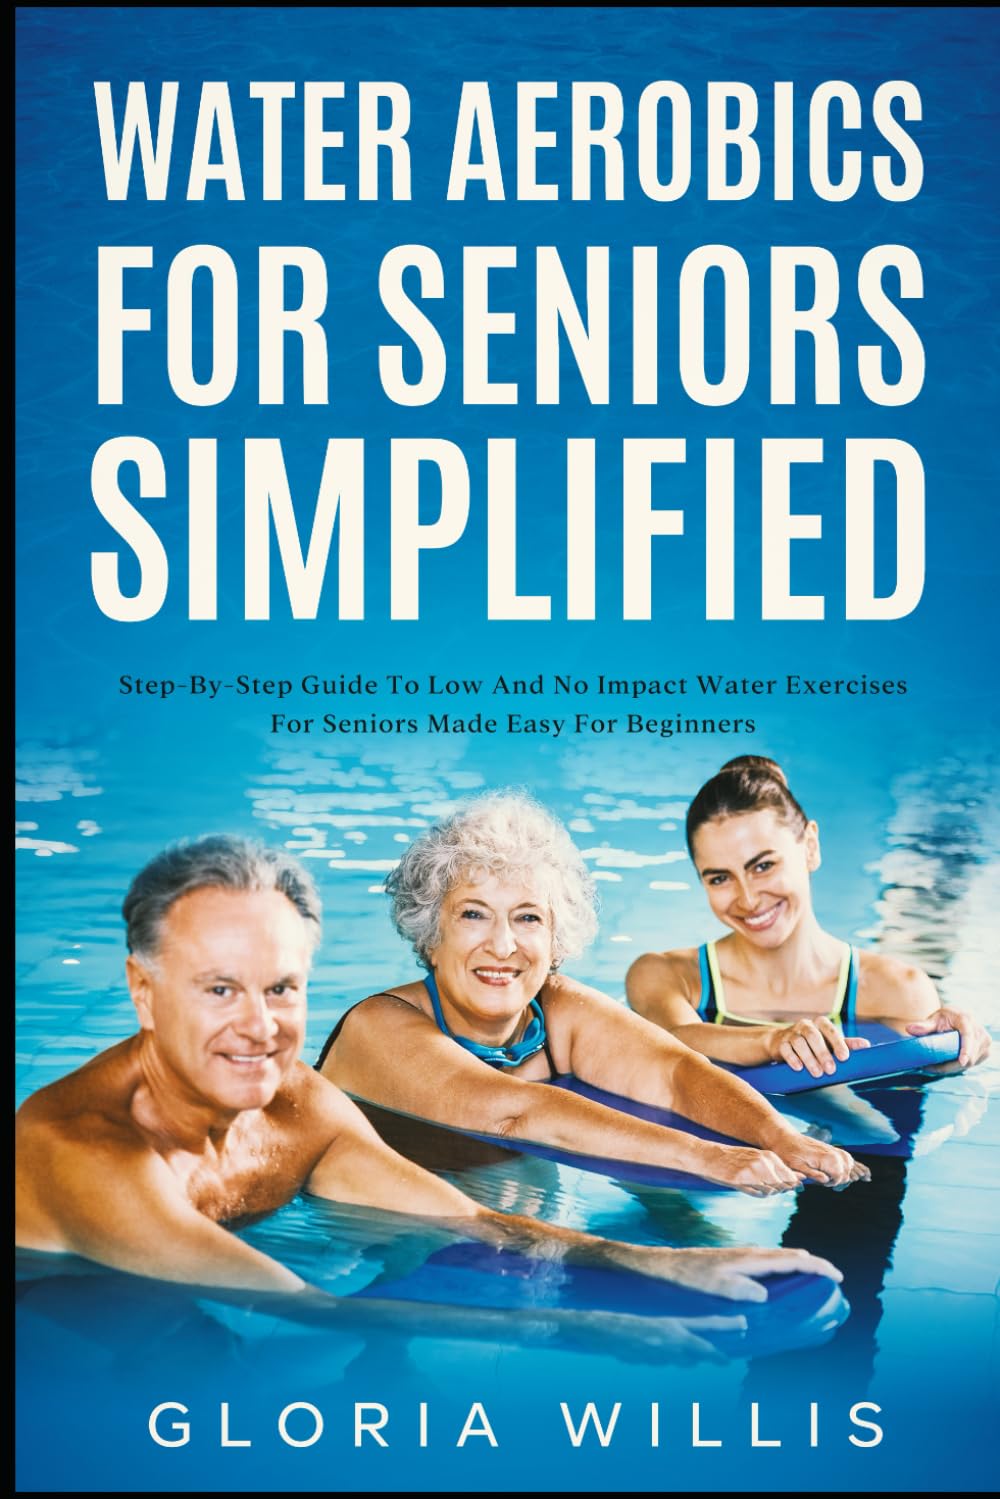 WATER AEROBICS
FOR SENIORS
SIMPLIFIED
Step-By-Step Guide To Low And No Impact Water Exercises
For Seniors Made Easy For Beginners
GLORIA WILLIS